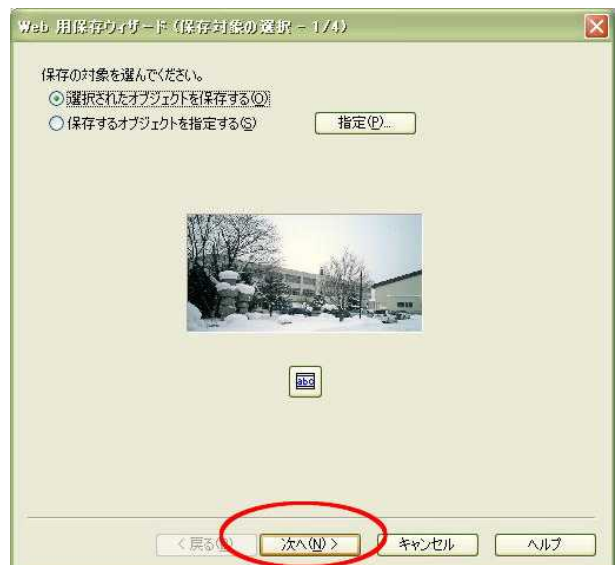 Web 用保存ウィザード (保存対象の選択 - 1/4)
保存の対象を選んでください。
選択されたオブジェクトを保存する(O)
保存するオブジェクトを指定する(S) 指定(P)...
abc
< 戻る(B) 次へ(N) > キャンセル ヘルプ